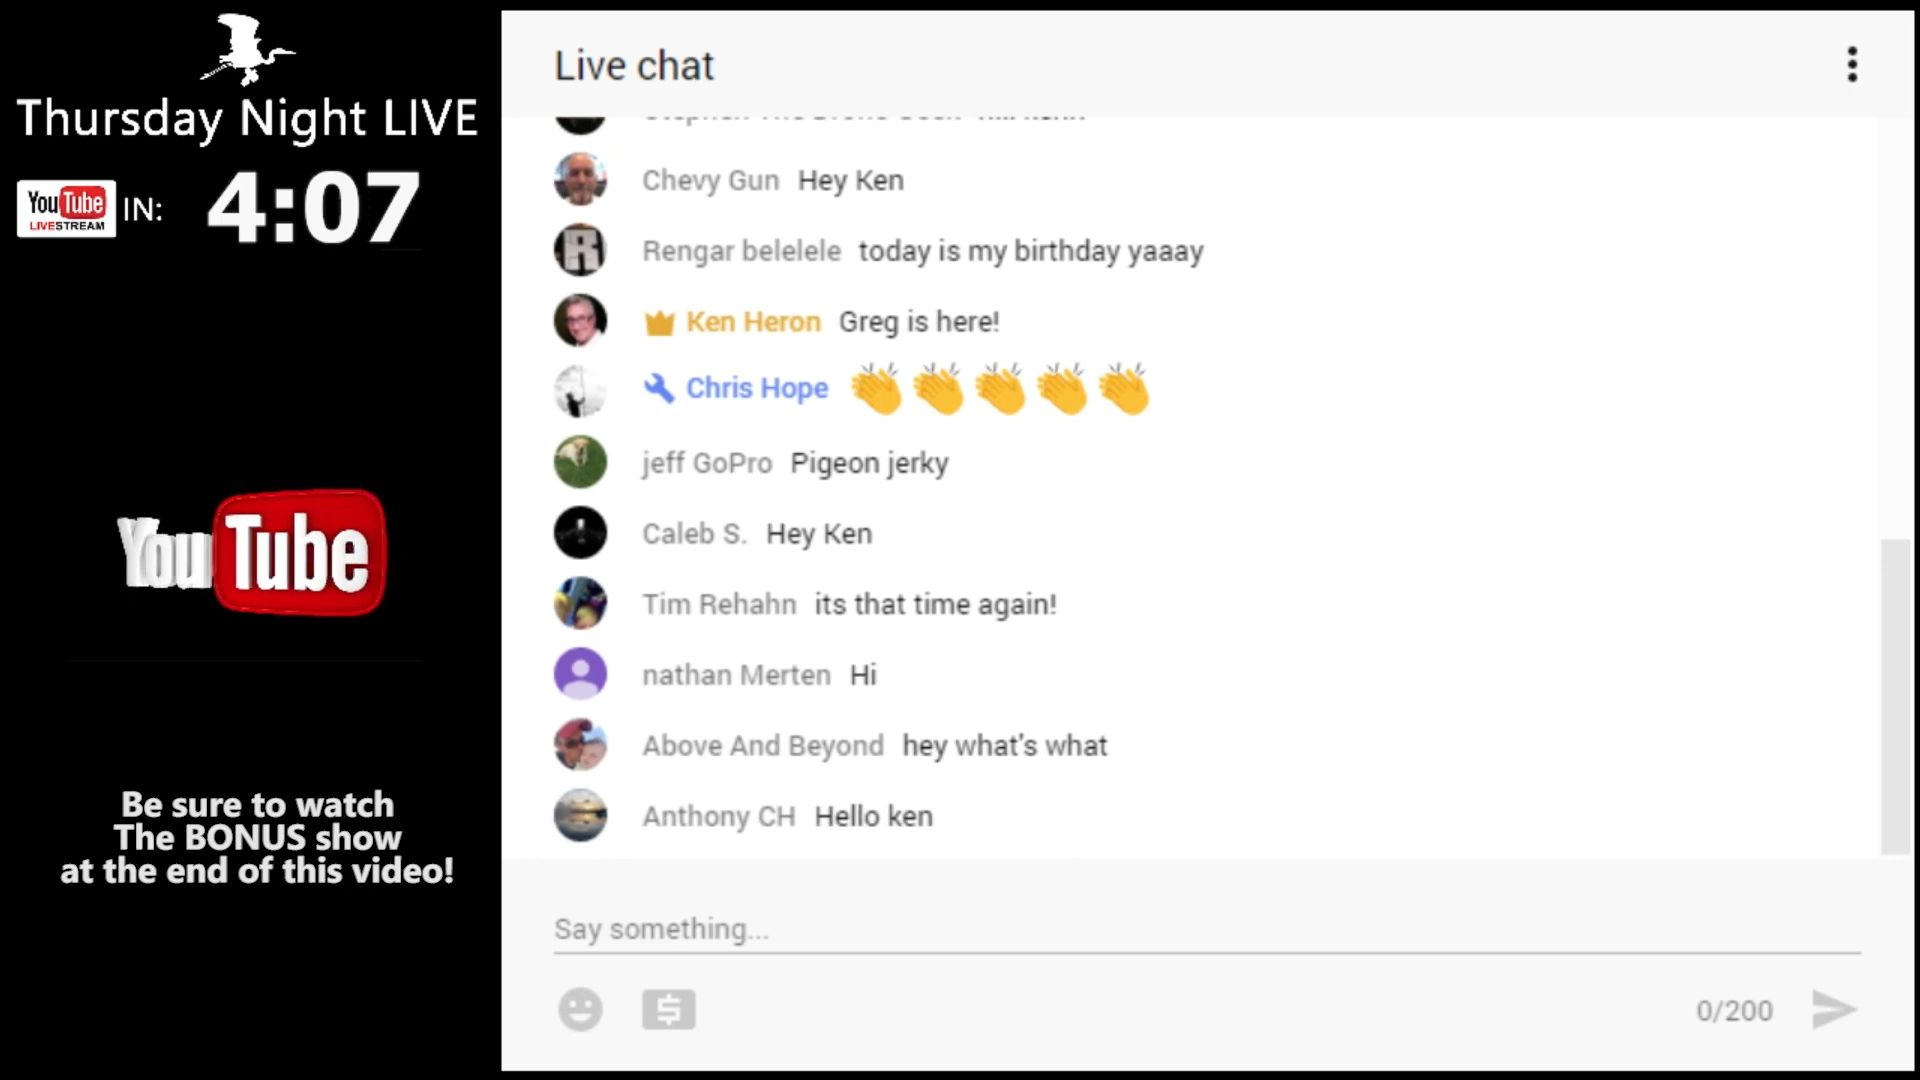 Thursday Night LIVE
YouTube
LIVESTREAM
IN:
4:07
YouTube
Be sure to watch
The BONUS show
at the end of this video!
Live chat
Chevy Gun Hey Ken
Rengar belelele today is my birthday yaaay
Ken Heron Greg is here!
Chris Hope 👏👏👏👏👏
jeff GoPro Pigeon jerky
Caleb S. Hey Ken
Tim Rehahn its that time again!
nathan Merten Hi
Above And Beyond hey what's what
Anthony CH Hello ken
Say something...
0/200